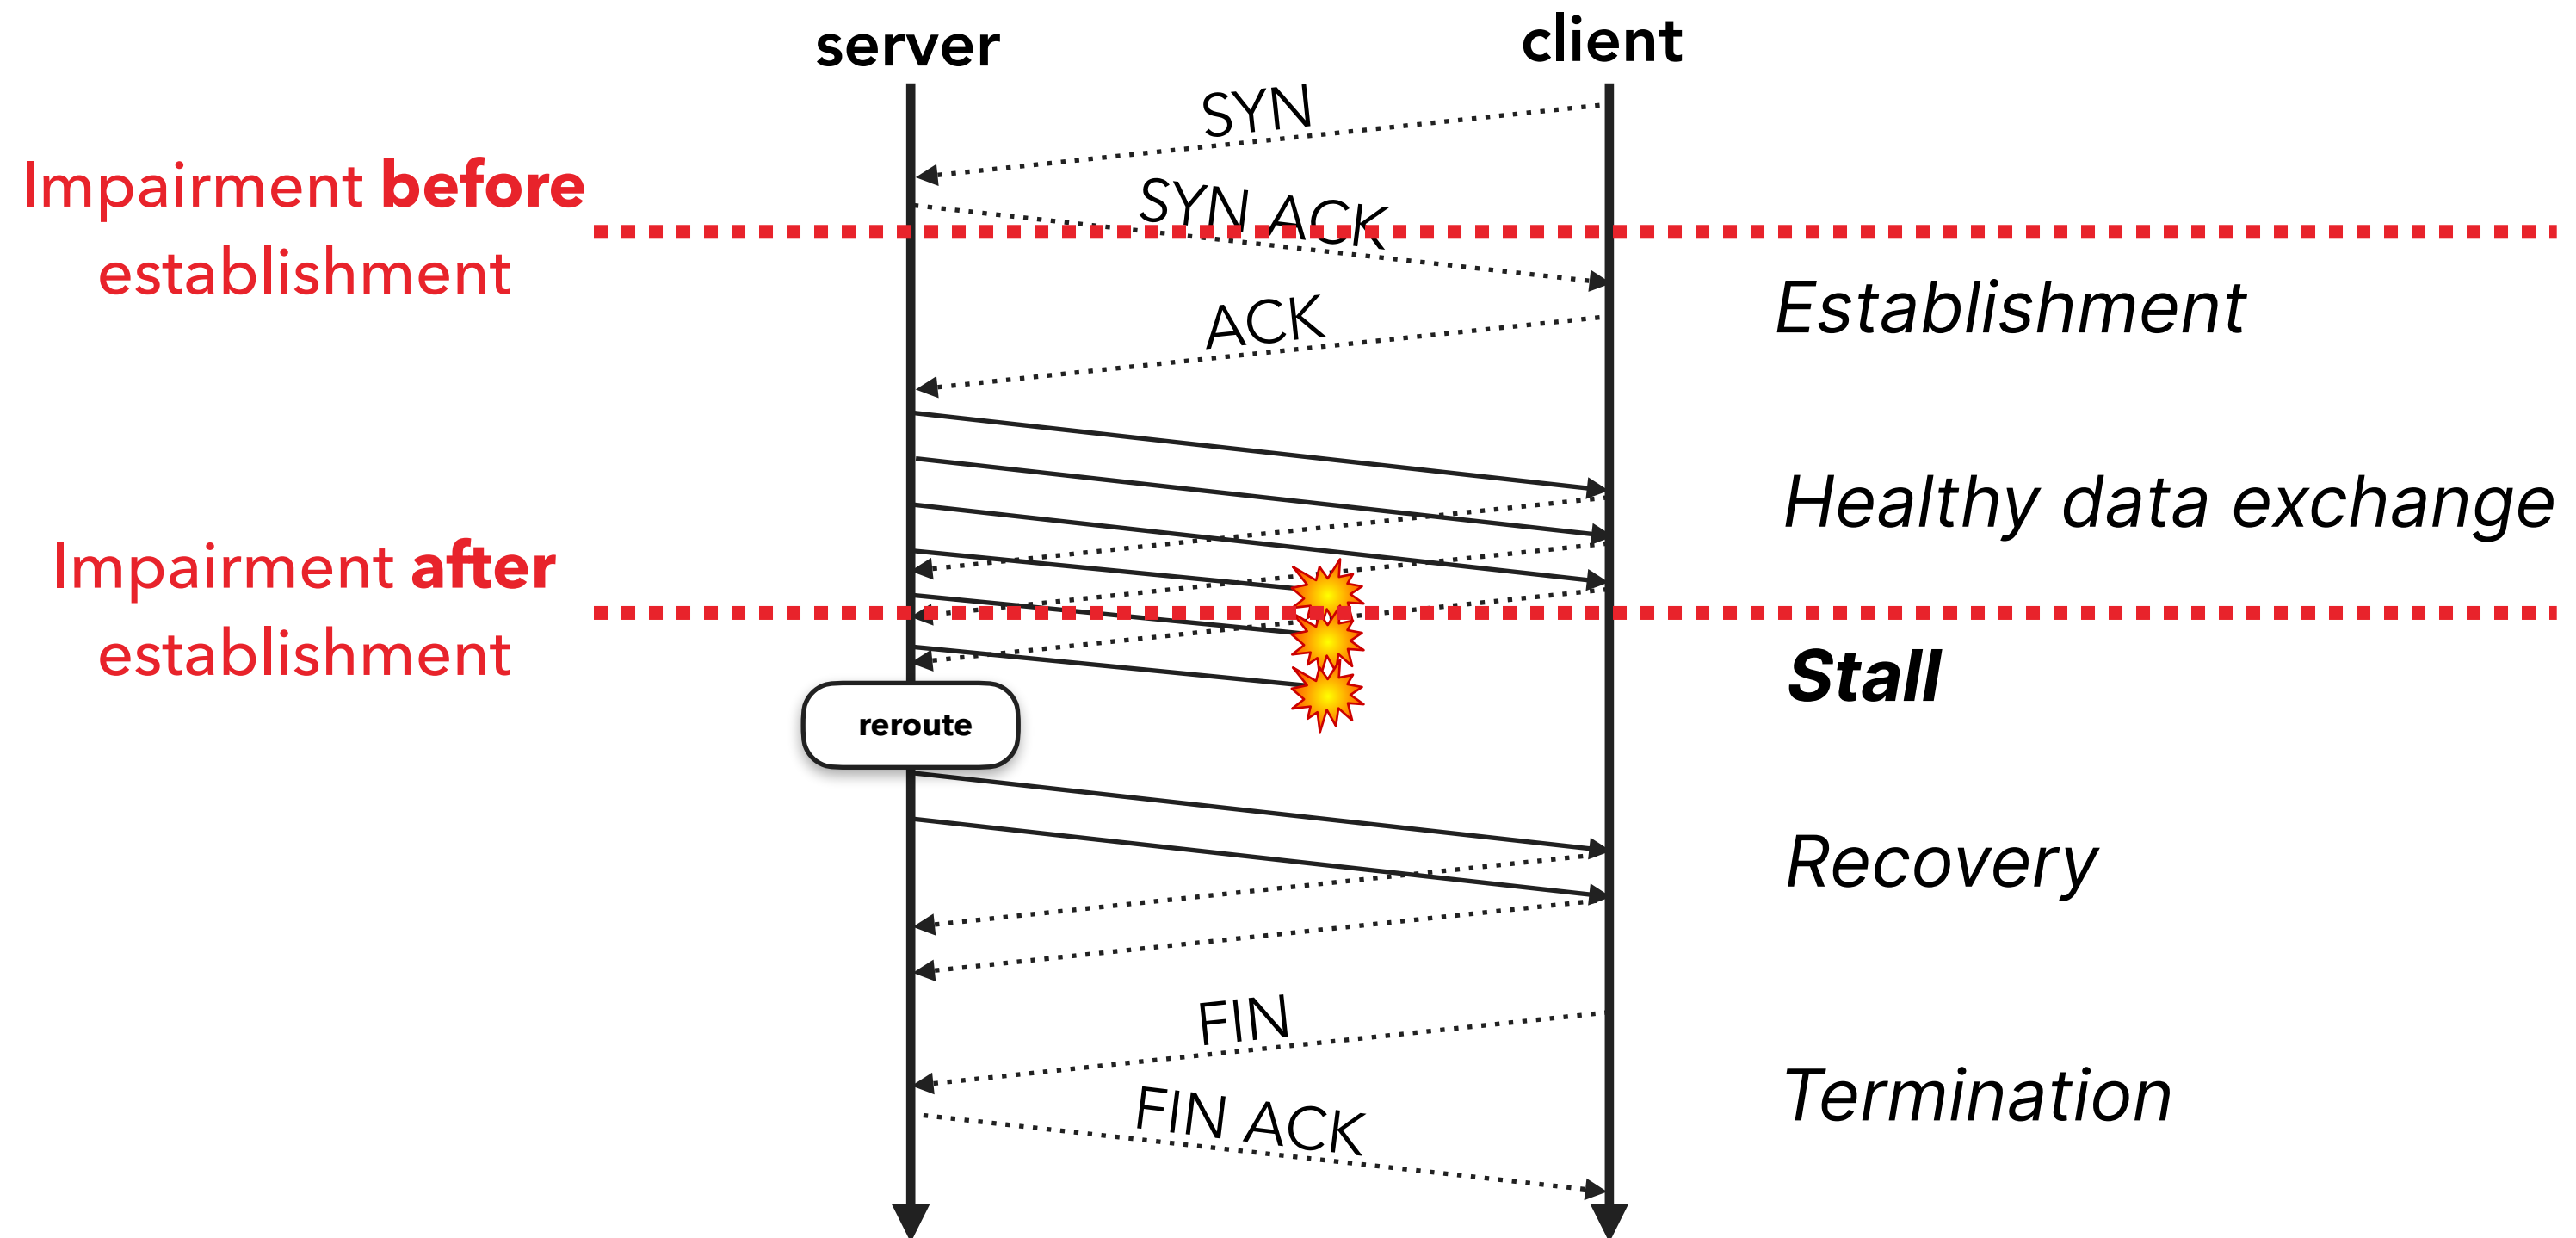 server
client
SYN
Impairment before
establishment
SYN ACK
Establishment
ACK
Healthy data exchange
Impairment after
establishment
Stall
reroute
Recovery
FIN
Termination
FIN ACK